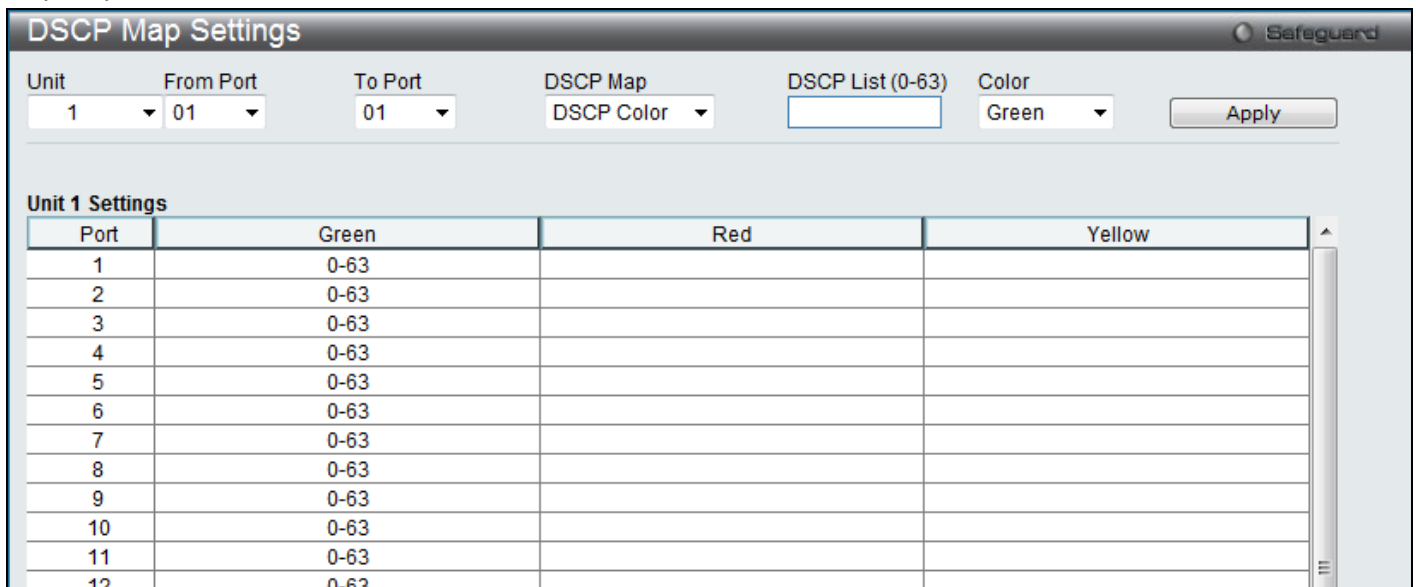 DSCP Map Settings
Safeguard
Unit From Port To Port DSCP Map DSCP List (0-63) Color
1 01 01 DSCP Color Green Apply
Unit 1 Settings
Port Green Red Yellow
1 0-63
2 0-63
3 0-63
4 0-63
5 0-63
6 0-63
7 0-63
8 0-63
9 0-63
10 0-63
11 0-63
12 0-63